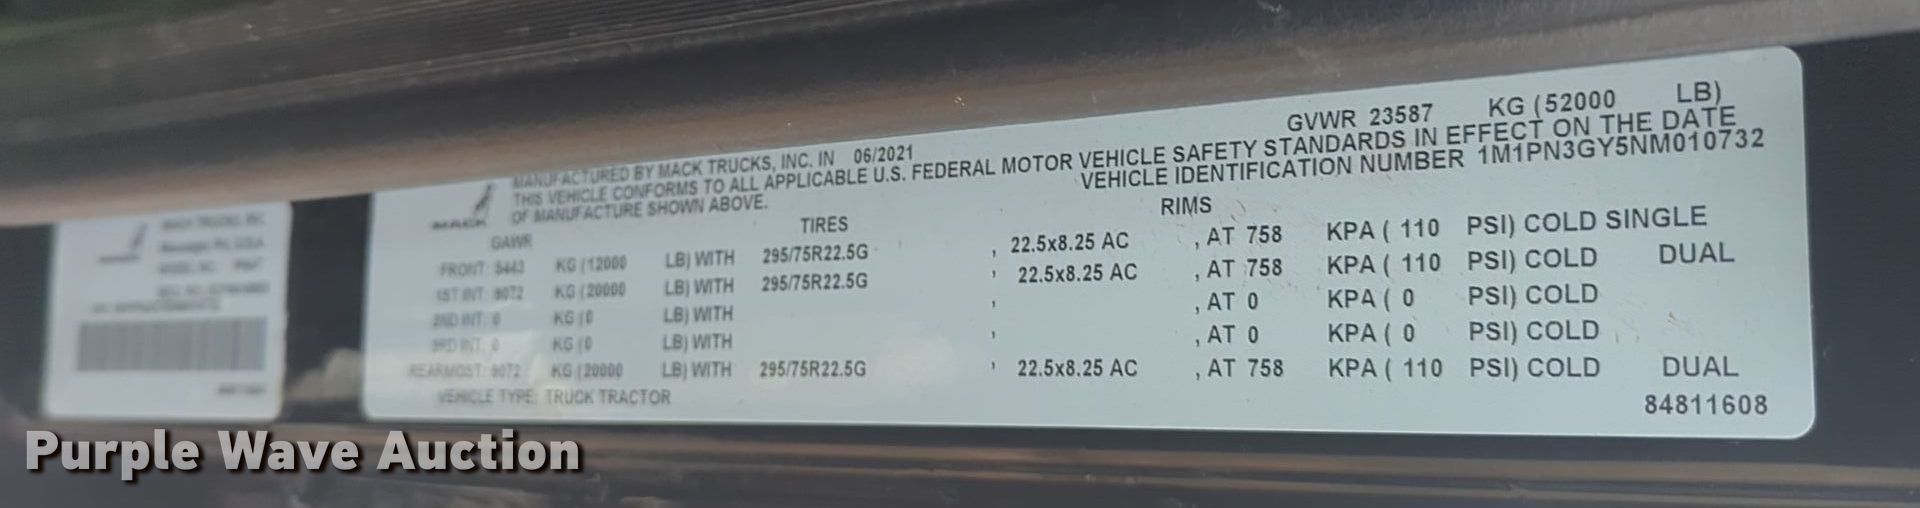 GVWR 23587 KG (52000 LB)
MANUFACTURED BY MACK TRUCKS, INC. IN 06/2021
THIS VEHICLE CONFORMS TO ALL APPLICABLE U.S. FEDERAL MOTOR VEHICLE SAFETY STANDARDS IN EFFECT ON THE DATE
OF MANUFACTURE SHOWN ABOVE. VEHICLE IDENTIFICATION NUMBER 1M1PN3GY5NM010732
MACK
GAWR TIRES RIMS
FRONT: 5443 KG (12000 LB) WITH 295/75R22.5G , 22.5x8.25 AC , AT 758 KPA ( 110 PSI) COLD SINGLE
1ST INT: 9072 KG (20000 LB) WITH 295/75R22.5G , 22.5x8.25 AC , AT 758 KPA ( 110 PSI) COLD DUAL
2ND INT: 0 KG (0 LB) WITH , , AT 0 KPA ( 0 PSI) COLD
3RD INT: 0 KG (0 LB) WITH , , AT 0 KPA ( 0 PSI) COLD
REARMOST: 9072 KG (20000 LB) WITH 295/75R22.5G , 22.5x8.25 AC , AT 758 KPA ( 110 PSI) COLD DUAL
VEHICLE TYPE: TRUCK TRACTOR 84811608
MACK TRUCKS, INC
Purple Wave Auction